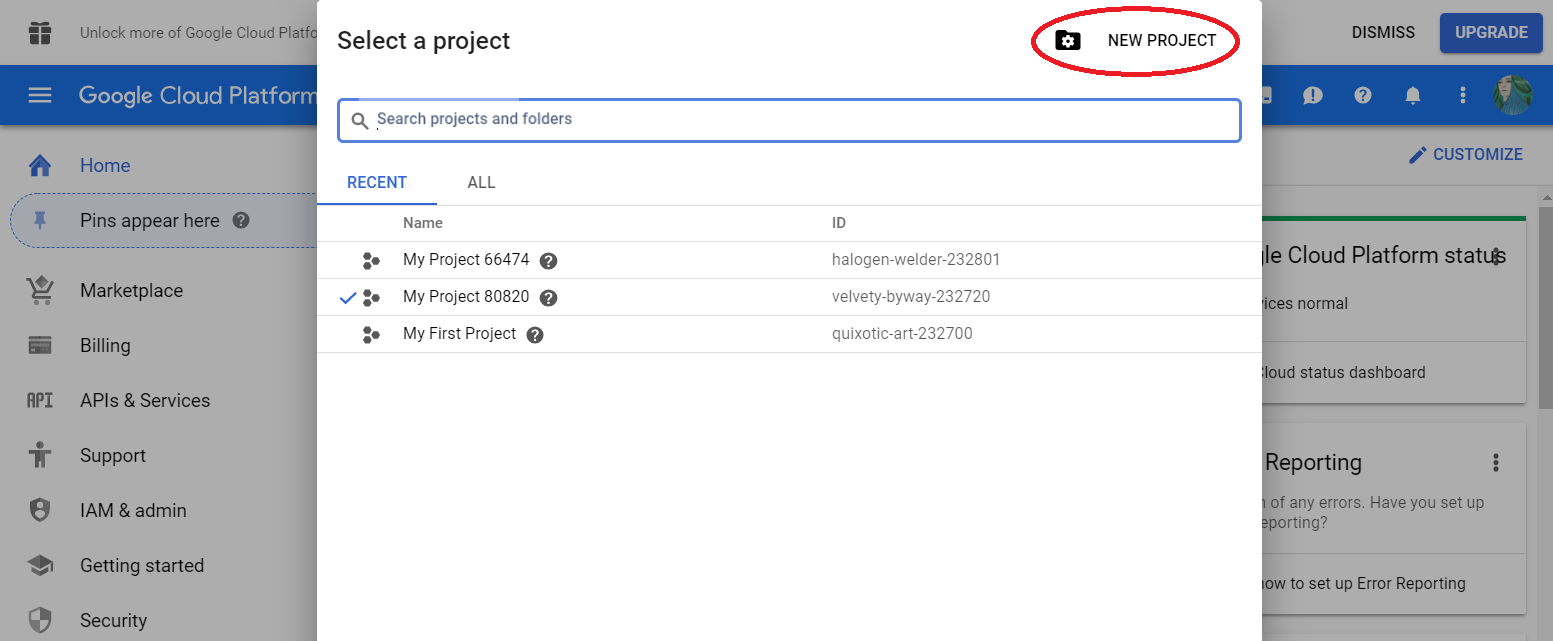 Unlock more of Google Cloud Platfo
Select a project
NEW PROJECT
DISMISS
UPGRADE
Google Cloud Platform
Search projects and folders
CUSTOMIZE
Home
Pins appear here
Marketplace
Billing
API APIs & Services
Support
IAM & admin
Getting started
Security
RECENT
ALL
Name ID
My Project 66474 halogen-welder-232801
My Project 80820 velvety-byway-232720
My First Project quixotic-art-232700
gle Cloud Platform status
vices normal
Cloud status dashboard
Reporting
n of any errors. Have you set up
eporting?
how to set up Error Reporting